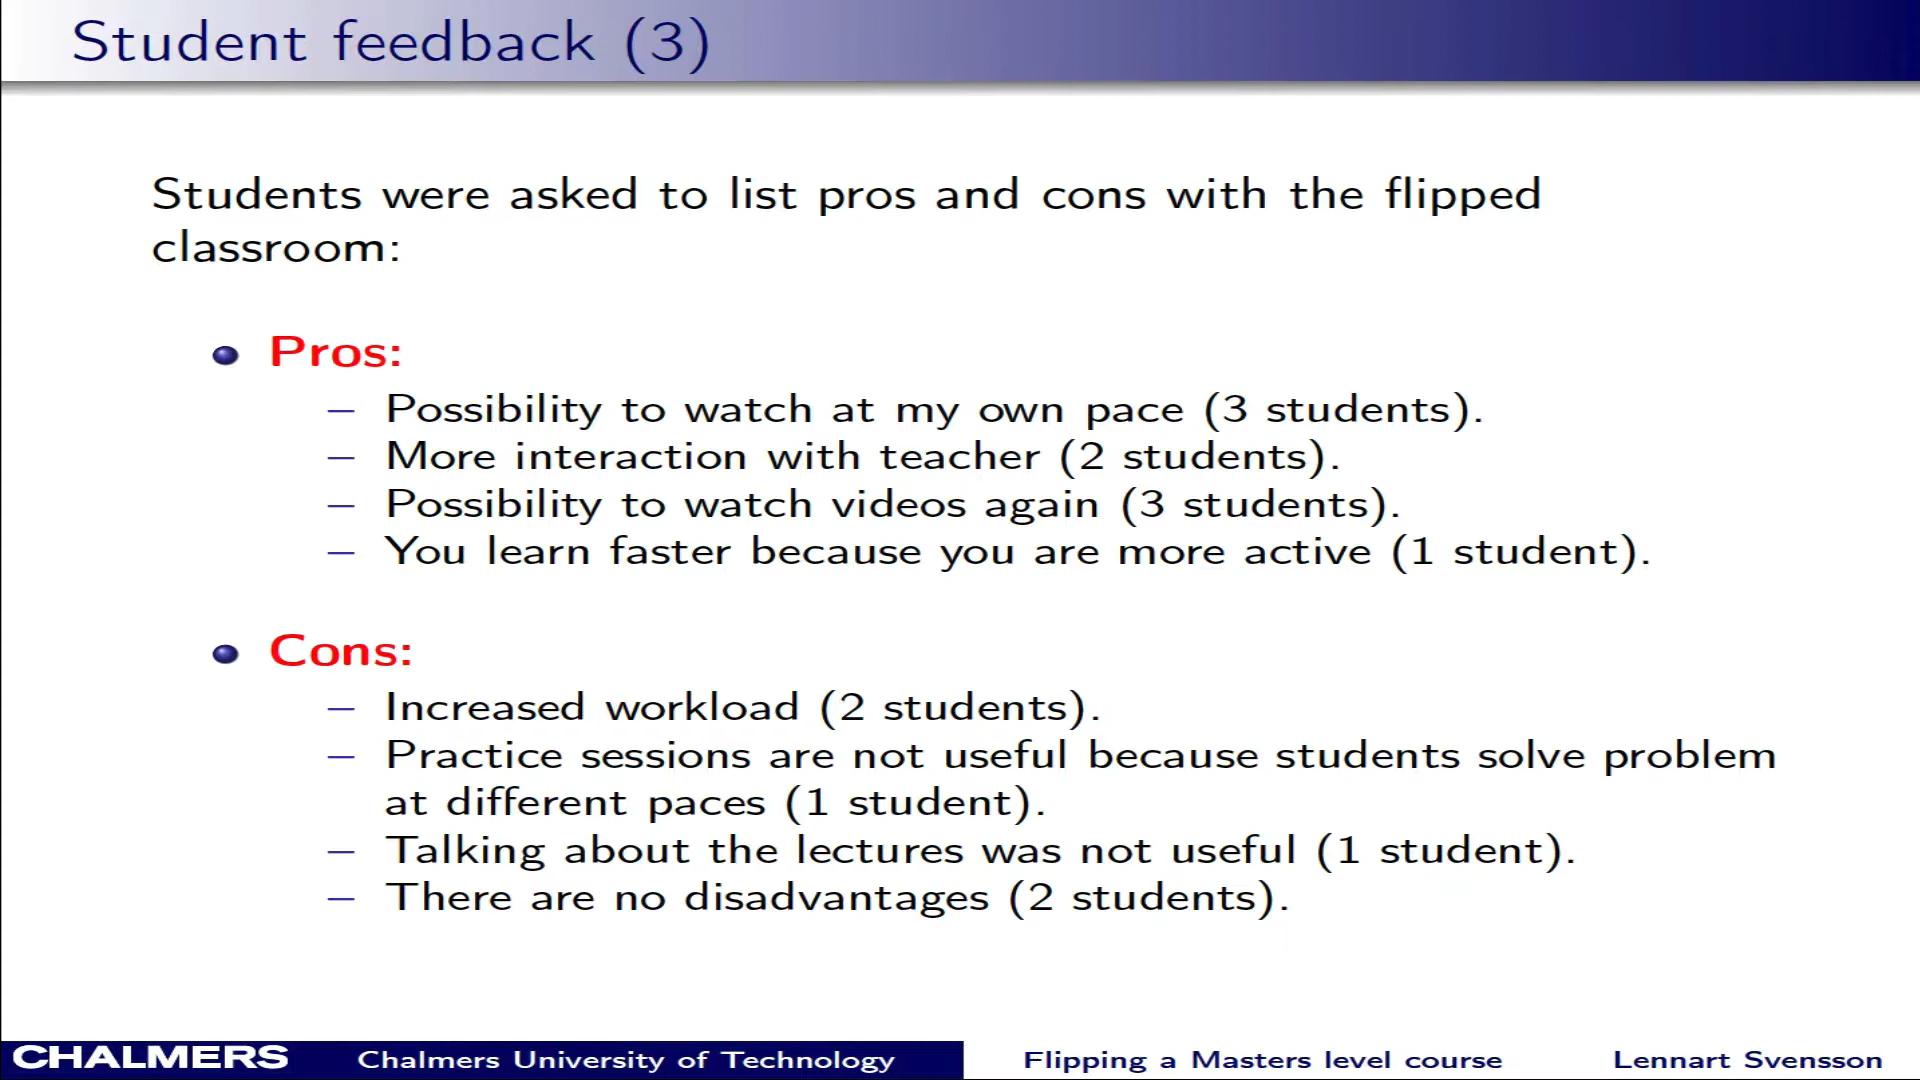 Student feedback (3)
Students were asked to list pros and cons with the flipped
classroom:
Pros:
– Possibility to watch at my own pace (3 students).
– More interaction with teacher (2 students).
– Possibility to watch videos again (3 students).
– You learn faster because you are more active (1 student).
Cons:
– Increased workload (2 students).
– Practice sessions are not useful because students solve problem
at different paces (1 student).
– Talking about the lectures was not useful (1 student).
– There are no disadvantages (2 students).
CHALMERS Chalmers University of Technology Flipping a Masters level course Lennart Svensson